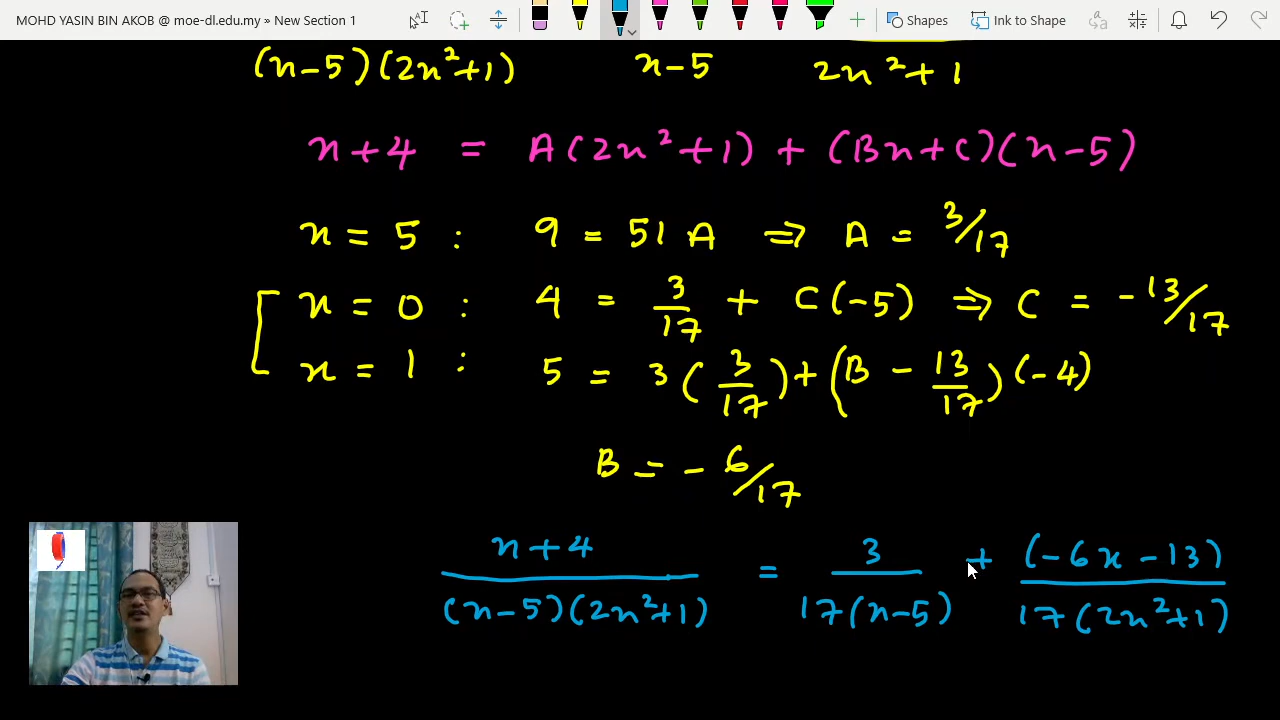 MOHD YASIN BIN AKOB @ moe-dl.edu.my » New Section 1
Shapes Ink to Shape
(x-5)(2x²+1) x-5 2x²+1
x+4 = A(2x²+1) + (Bx+C)(x-5)
x = 5 : 9 = 51 A ⇒ A = 3/17
x = 0 : 4 = 3/17 + C(-5) ⇒ C = -13/17
x = 1 : 5 = 3(3/17) + (B - 13/17)(-4)
B = - 6/17
x+4 / (x-5)(2x²+1) = 3 / 17(x-5) + (-6x-13) / 17(2x²+1)